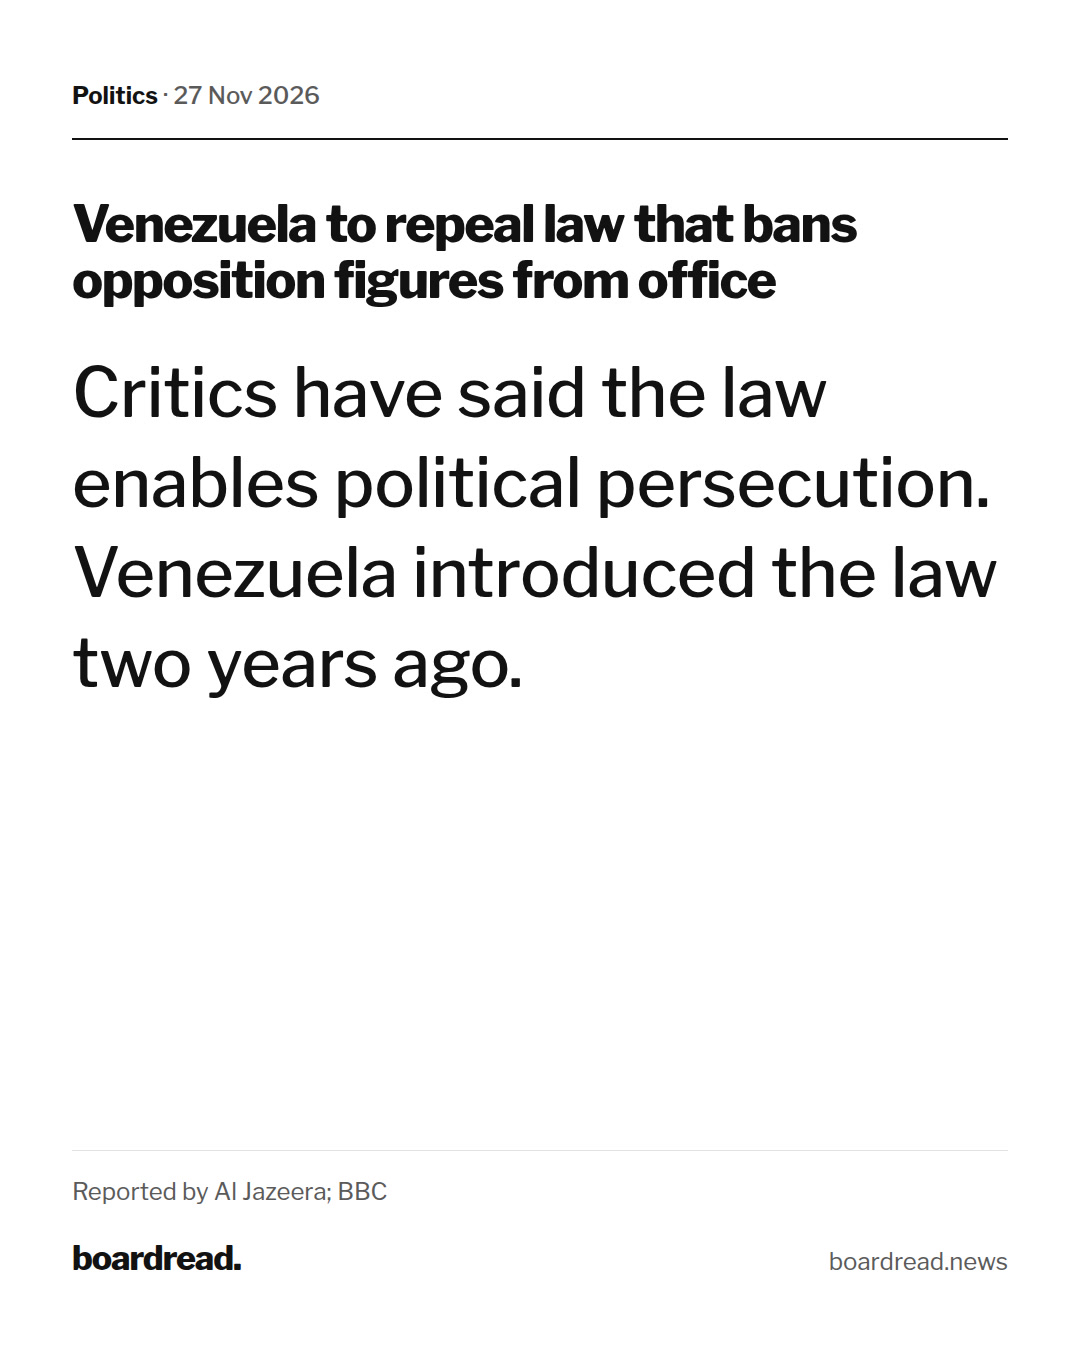 Politics · 27 Nov 2026
Venezuela to repeal law that bans
opposition figures from office
Critics have said the law
enables political persecution.
Venezuela introduced the law
two years ago.
Reported by Al Jazeera; BBC
boardread.
boardread.news